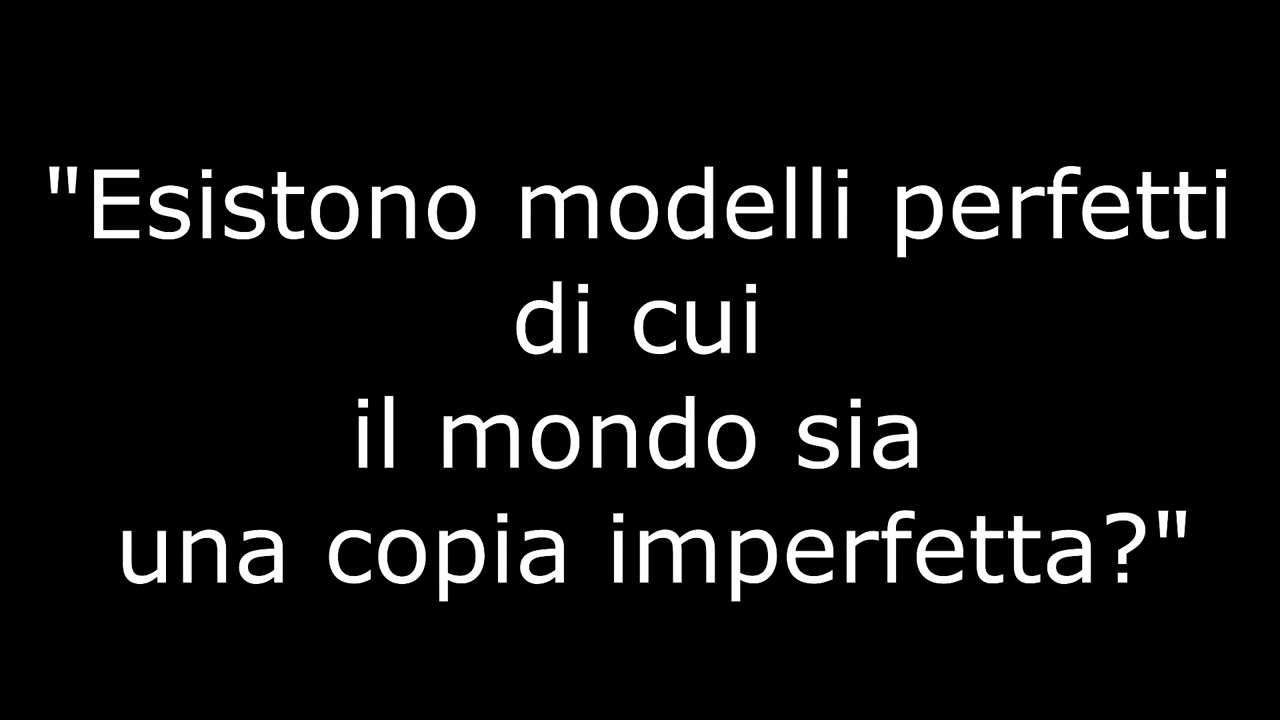 "Esistono modelli perfetti
di cui
il mondo sia
una copia imperfetta?"